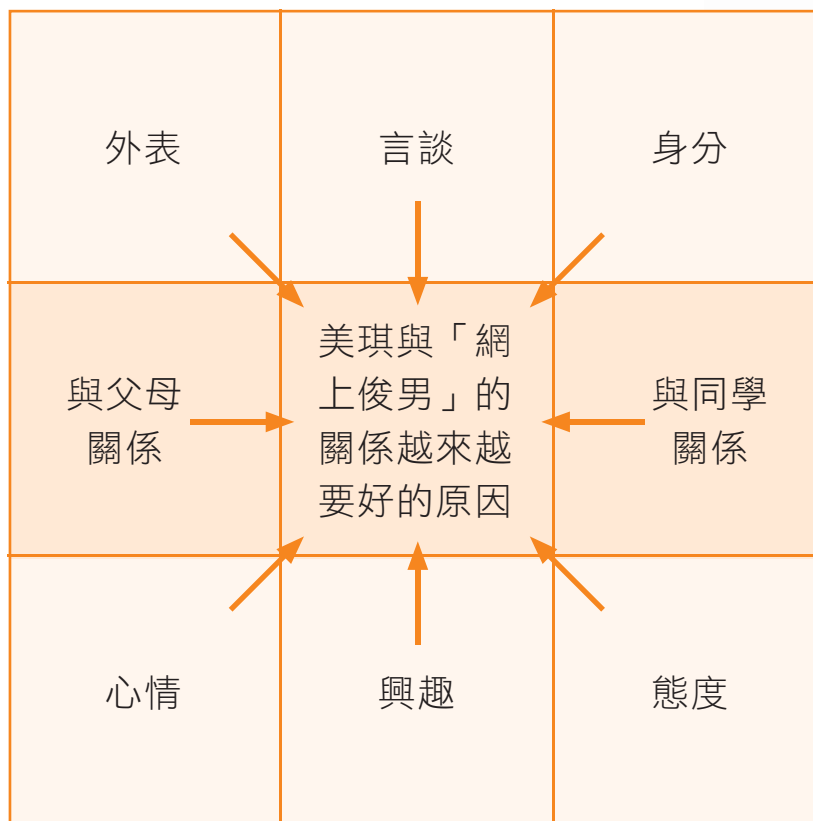 外表
言談
身分
與父母
關係
美琪與「網
上俊男」的
關係越來越
要好的原因
與同學
關係
心情
興趣
態度